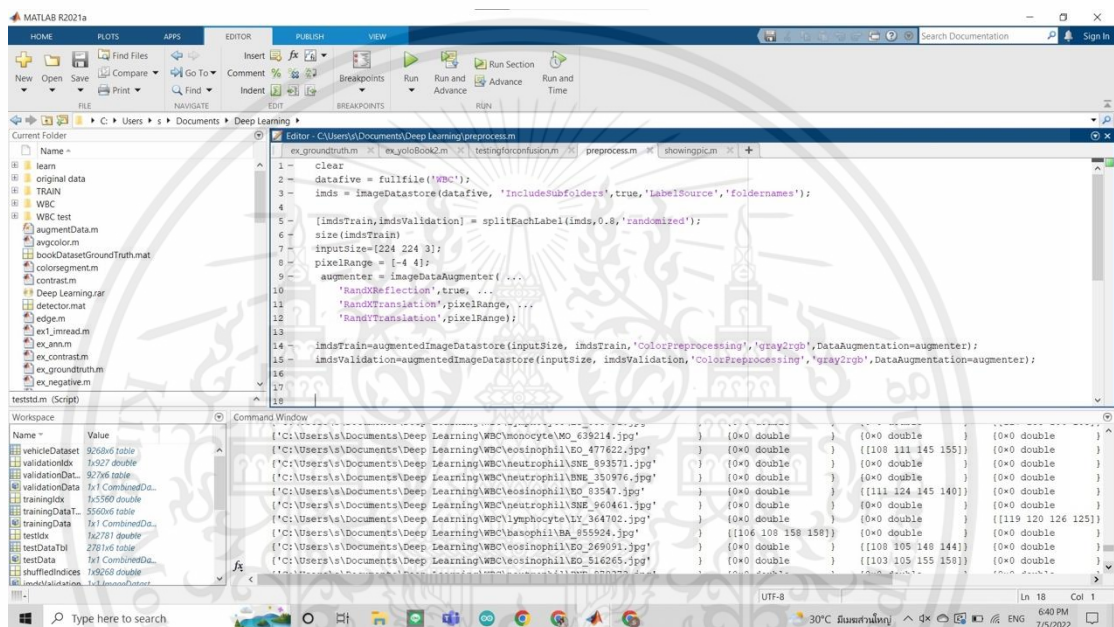 MATLAB R2021a
HOME PLOTS APPS EDITOR PUBLISH VIEW Search Documentation Sign In
New Open Save Find Files Compare Print Go To Find Insert Comment Indent Breakpoints Run Run and Advance Run Section Advance Run and Time
FILE NAVIGATE EDIT BREAKPOINTS RUN
C: Users s Documents Deep Learning
Current Folder
Name
learn
original data
TRAIN
WBC
WBC test
augmentData.m
avgcolor.m
bookDatasetGroundTruth.mat
colorsegment.m
contrast.m
Deep Learning.rar
detector.mat
edge.m
ex1_imread.m
ex_ann.m
ex_contrast.m
ex_groundtruth.m
ex_negative.m
teststd.m (Script)
Editor - C:\Users\s\Documents\Deep Learning\preprocess.m
ex_groundtruth.m ex_yoloBook2.m testingforconfusion.m preprocess.m showingpic.m
1 - clear
2 - datafive = fullfile('WBC');
3 - imds = imageDatastore(datafive, 'IncludeSubfolders',true,'LabelSource','foldernames');
4
5 - [imdsTrain,imdsValidation] = splitEachLabel(imds,0.8,'randomized');
6 - size(imdsTrain)
7 - inputSize=[224 224 3];
8 - pixelRange = [-4 4];
9 - augmenter = imageDataAugmenter( ...
10 'RandXReflection',true, ...
11 'RandXTranslation',pixelRange, ...
12 'RandYTranslation',pixelRange);
13
14 - imdsTrain=augmentedImageDatastore(inputSize, imdsTrain,'ColorPreprocessing','gray2rgb',DataAugmentation=augmenter);
15 - imdsValidation=augmentedImageDatastore(inputSize, imdsValidation,'ColorPreprocessing','gray2rgb',DataAugmentation=augmenter);
16
17
18
Workspace
Name Value
vehicleDataset 9268x6 table
validationIdx 1x927 double
validationDat... 927x6 table
validationData 1x1 CombinedDa...
trainingIdx 1x5560 double
trainingDataT... 5560x6 table
trainingData 1x1 CombinedDa...
testIdx 1x2781 double
testDataTbl 2781x6 table
testData 1x1 CombinedDa...
shuffledIndices 1x9268 double
imdsValidation 1x1 ImageDatast...
Command Window
{'C:\Users\s\Documents\Deep Learning\WBC\monocyte\MO_639214.jpg' } {0×0 double } {0×0 double }
{'C:\Users\s\Documents\Deep Learning\WBC\eosinophil\EO_477622.jpg' } {0×0 double } {[108 111 145 155]} {0×0 double }
{'C:\Users\s\Documents\Deep Learning\WBC\neutrophil\SNE_893571.jpg' } {0×0 double } {0×0 double } {0×0 double }
{'C:\Users\s\Documents\Deep Learning\WBC\neutrophil\BNE_350976.jpg' } {0×0 double } {0×0 double } {0×0 double }
{'C:\Users\s\Documents\Deep Learning\WBC\eosinophil\EO_83547.jpg' } {0×0 double } {[111 124 145 140]} {0×0 double }
{'C:\Users\s\Documents\Deep Learning\WBC\neutrophil\SNE_960461.jpg' } {0×0 double } {0×0 double } {0×0 double }
{'C:\Users\s\Documents\Deep Learning\WBC\lymphocyte\LY_364702.jpg' } {0×0 double } {0×0 double } {[119 120 126 125]}
{'C:\Users\s\Documents\Deep Learning\WBC\basophil\BA_855924.jpg' } {[106 108 158 158]} {0×0 double } {0×0 double }
{'C:\Users\s\Documents\Deep Learning\WBC\eosinophil\EO_269091.jpg' } {0×0 double } {[108 105 148 144]} {0×0 double }
{'C:\Users\s\Documents\Deep Learning\WBC\eosinophil\EO_516265.jpg' } {0×0 double } {[103 105 155 158]} {0×0 double }
fx
UTF-8 Ln 18 Col 1
Type here to search 30°C มีเมฆส่วนใหญ่ ENG 6:40 PM
7/5/2022